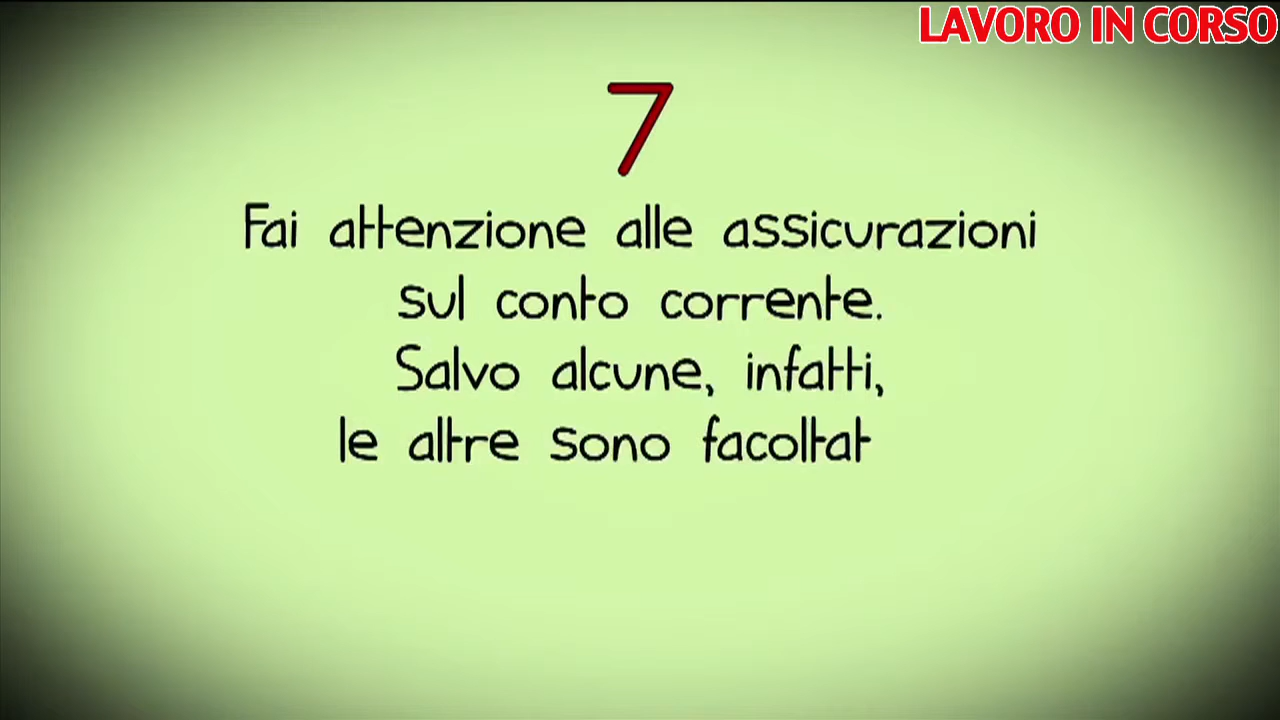 LAVORO IN CORSO
7
Fai attenzione alle assicurazioni
sul conto corrente.
Salvo alcune, infatti,
le altre sono facoltat